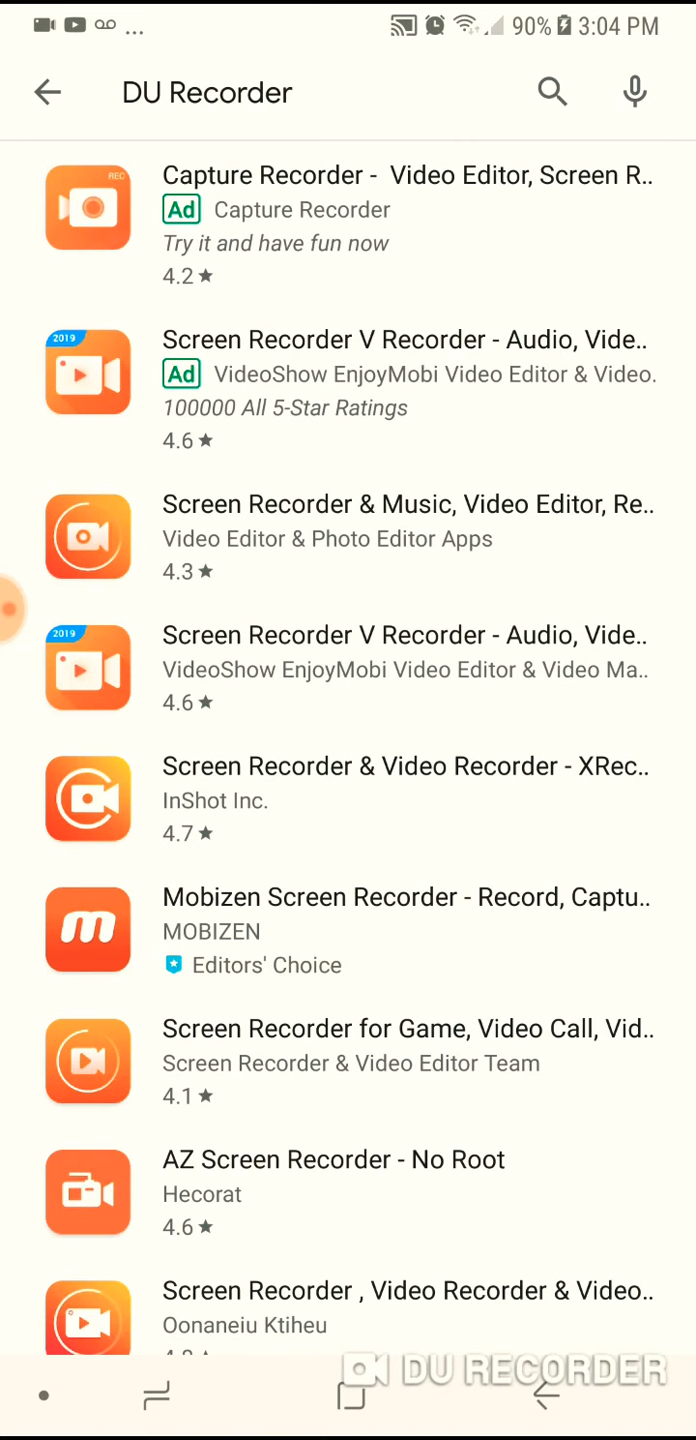 ... 90% 3:04 PM
DU Recorder
REC
Capture Recorder -  Video Editor, Screen R..
Ad Capture Recorder
Try it and have fun now
4.2★
2019
Screen Recorder V Recorder - Audio, Vide..
Ad VideoShow EnjoyMobi Video Editor & Video.
100000 All 5-Star Ratings
4.6★
Screen Recorder & Music, Video Editor, Re..
Video Editor & Photo Editor Apps
4.3★
2019
Screen Recorder V Recorder - Audio, Vide..
VideoShow EnjoyMobi Video Editor & Video Ma..
4.6★
Screen Recorder & Video Recorder - XRec..
InShot Inc.
4.7★
m
Mobizen Screen Recorder - Record, Captu..
MOBIZEN
Editors' Choice
Screen Recorder for Game, Video Call, Vid..
Screen Recorder & Video Editor Team
4.1★
AZ Screen Recorder - No Root
Hecorat
4.6★
Screen Recorder , Video Recorder & Video..
Oonaneiu Ktiheu
DU RECORDER